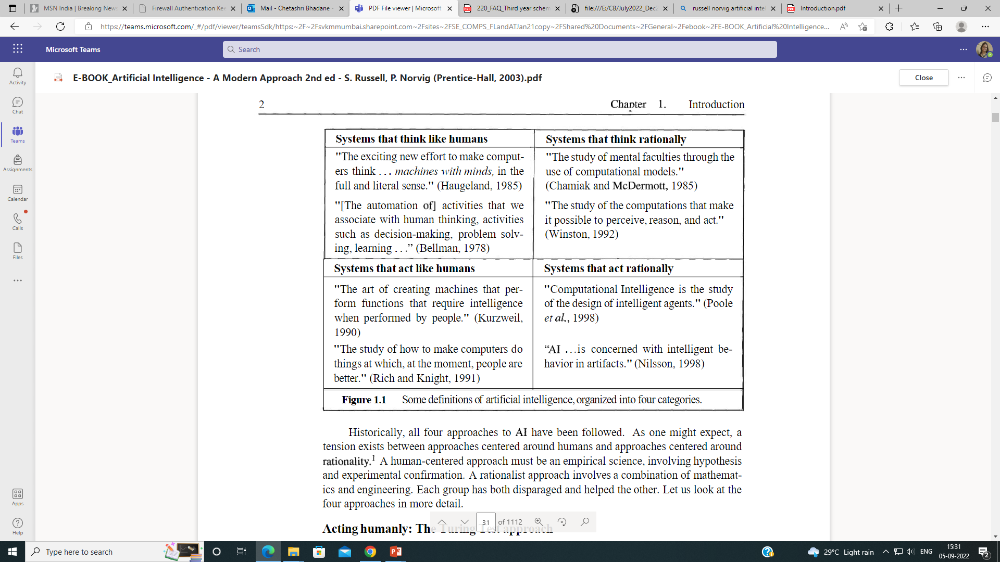 MSN India | Breaking New
Firewall Authentication Kee
Mail - Chetashri Bhadane -
PDF File viewer | Microsoft
220_FAQ_Third year schem
file:///E:/CB/July2022_Dec2
russell norvig artificial inte
Introduction.pdf
https://teams.microsoft.com/_#/pdf/viewer/teamsSdk/https:~2F~2Fsvkmmumbai.sharepoint.com~2Fsites~2FSE_COMPS_FLandATJan21copy~2FShared%20Documents~2FGeneral~2Febook~2FE-BOOK_Artificial%20Intelligence...
Microsoft Teams
Search
Activity
Chat
Teams
Assignments
Calendar
Calls
Files
Apps
Help
E-BOOK_Artificial Intelligence - A Modern Approach 2nd ed - S. Russell, P. Norvig (Prentice-Hall, 2003).pdf
Close
2 Chapter 1. Introduction
Systems that think like humans
"The exciting new effort to make comput-
ers think . . . machines with minds, in the
full and literal sense." (Haugeland, 1985)
"[The automation of] activities that we
associate with human thinking, activities
such as decision-making, problem solv-
ing, learning . . ." (Bellman, 1978)
Systems that think rationally
"The study of mental faculties through the
use of computational models."
(Chamiak and McDermott, 1985)
"The study of the computations that make
it possible to perceive, reason, and act."
(Winston, 1992)
Systems that act like humans
"The art of creating machines that per-
form functions that require intelligence
when performed by people." (Kurzweil,
1990)
"The study of how to make computers do
things at which, at the moment, people are
better." (Rich and Knight, 1991)
Systems that act rationally
"Computational Intelligence is the study
of the design of intelligent agents." (Poole
et al., 1998)
"AI . . .is concerned with intelligent be-
havior in artifacts." (Nilsson, 1998)
Figure 1.1 Some definitions of artificial intelligence, organized into four categories.
Historically, all four approaches to AI have been followed. As one might expect, a
tension exists between approaches centered around humans and approaches centered around
rationality.¹ A human-centered approach must be an empirical science, involving hypothesis
and experimental confirmation. A rationalist approach involves a combination of mathemat-
ics and engineering. Each group has both disparaged and helped the other. Let us look at the
four approaches in more detail.
Acting humanly: The Turing Test approach
31 of 1112
Type here to search
29°C Light rain
ENG
15:31
05-09-2022
2